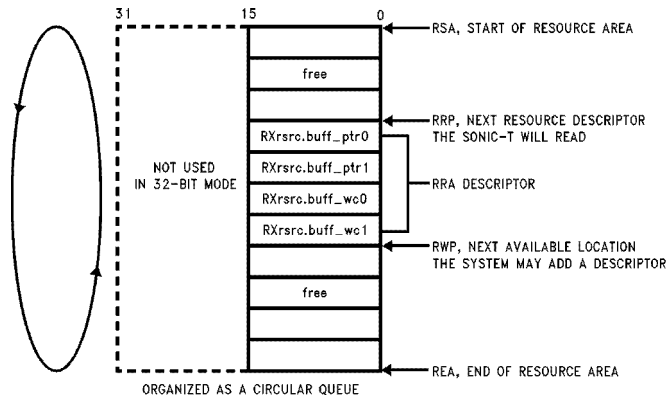 31 15 0
RSA, START OF RESOURCE AREA
free
RRP, NEXT RESOURCE DESCRIPTOR
THE SONIC-T WILL READ
RXrsrc.buff_ptr0
NOT USED
IN 32-BIT MODE
RXrsrc.buff_ptr1
RRA DESCRIPTOR
RXrsrc.buff_wc0
RXrsrc.buff_wc1
RWP, NEXT AVAILABLE LOCATION
THE SYSTEM MAY ADD A DESCRIPTOR
free
REA, END OF RESOURCE AREA
ORGANIZED AS A CIRCULAR QUEUE